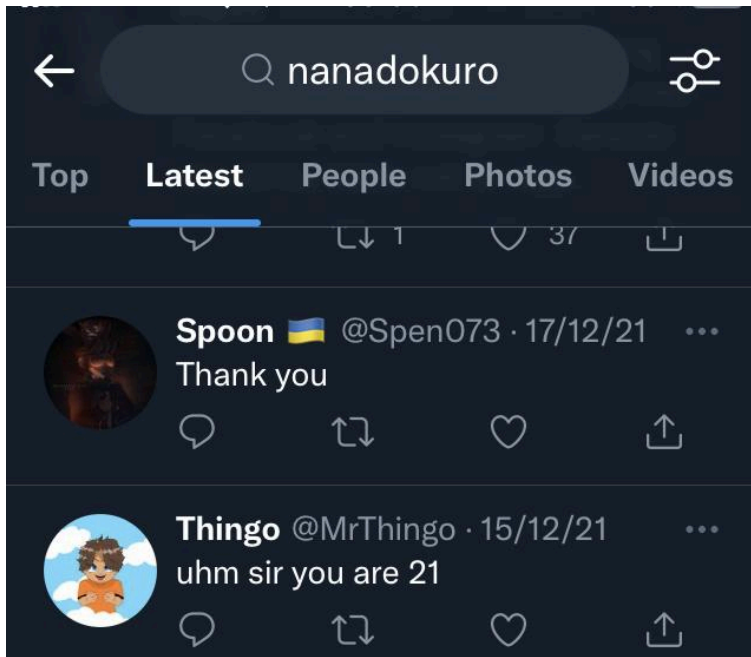 nanadokuro
Top Latest People Photos Videos
1 37
Spoon 🇺🇦 @Spen073 · 17/12/21 •••
Thank you
Thingo @MrThingo · 15/12/21 •••
uhm sir you are 21